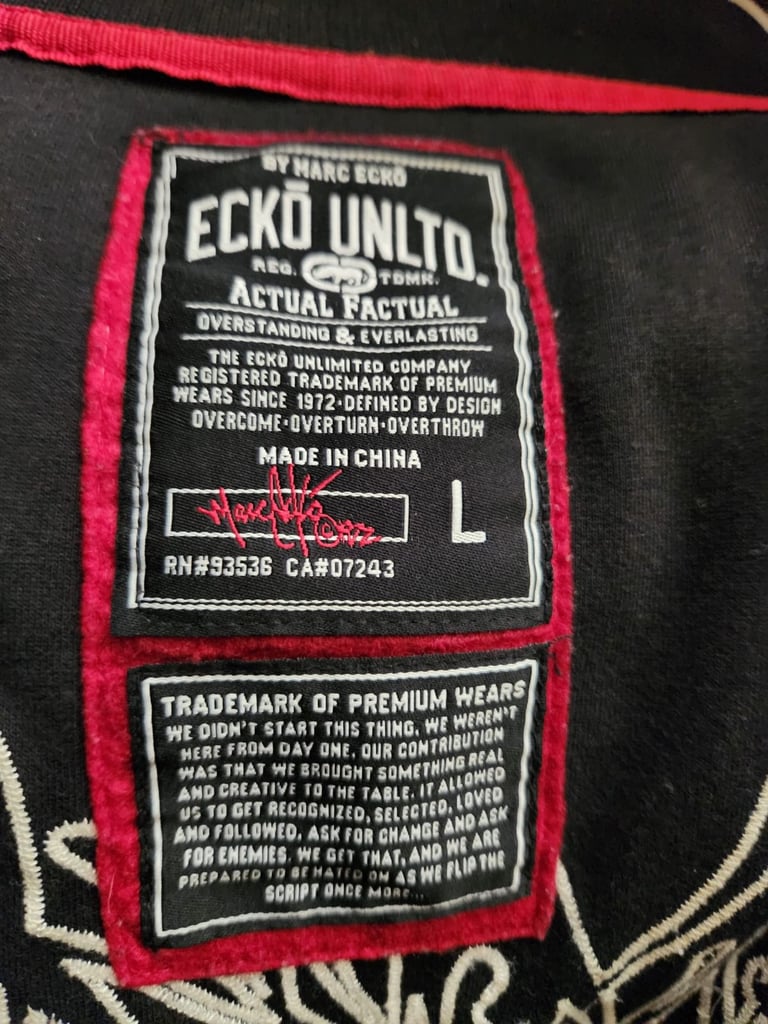 BY MARC ECKŌ
ECKŌ UNLTD.
REG. TDMK.
ACTUAL FACTUAL
OVERSTANDING & EVERLASTING
THE ECKŌ UNLIMITED COMPANY
REGISTERED TRADEMARK OF PREMIUM
WEARS SINCE 1972·DEFINED BY DESIGN
OVERCOME·OVERTURN·OVERTHROW
MADE IN CHINA
Marc Eckō ©972
L
RN#93536 CA#07243
TRADEMARK OF PREMIUM WEARS
WE DIDN'T START THIS THING, WE WEREN'T
HERE FROM DAY ONE, OUR CONTRIBUTION
WAS THAT WE BROUGHT SOMETHING REAL
AND CREATIVE TO THE TABLE. IT ALLOWED
US TO GET RECOGNIZED, SELECTED, LOVED
AND FOLLOWED. ASK FOR CHANGE AND ASK
FOR ENEMIES. WE GET THAT, AND WE ARE
PREPARED TO BE HATED ON AS WE FLIP THE
SCRIPT ONCE MORE...